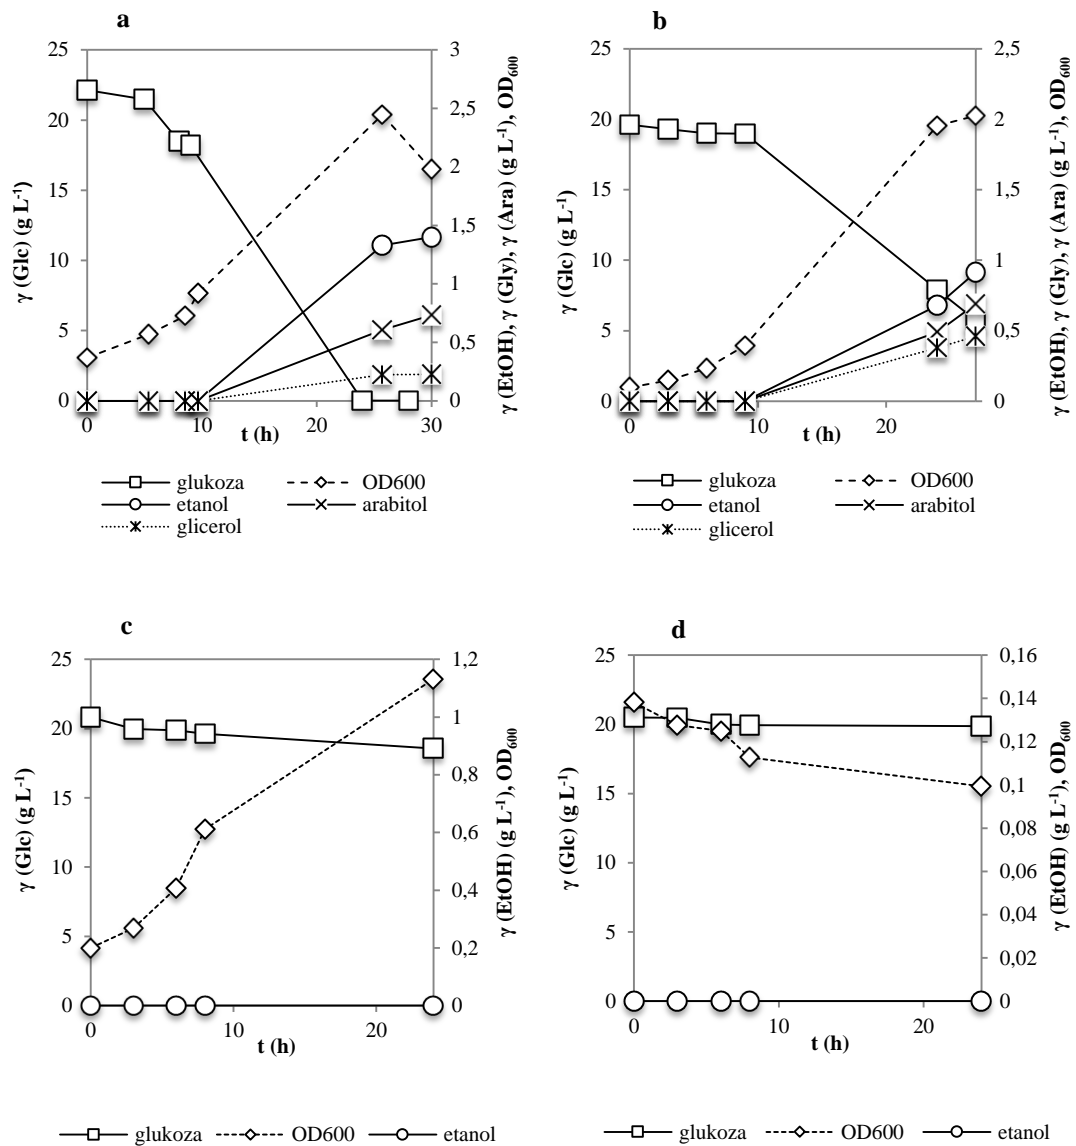 a
25
20
15
10
5
0
3
2,5
2
1,5
1
0,5
0
0 10 20 30
t (h)
γ (Glc) (g L-1)
γ (EtOH), γ (Gly), γ (Ara) (g L-1), OD600
glukoza OD600
etanol arabitol
glicerol
b
25
20
15
10
5
0
2,5
2
1,5
1
0,5
0
0 10 20
t (h)
γ (Glc) (g L-1)
γ (EtOH), γ (Gly), γ (Ara) (g L-1), OD600
glukoza OD600
etanol arabitol
glicerol
c
25
20
15
10
5
0
1,2
1
0,8
0,6
0,4
0,2
0
0 10 20
t (h)
γ (Glc) (g L-1)
γ (EtOH) (g L-1), OD600
glukoza OD600 etanol
d
25
20
15
10
5
0
0,16
0,14
0,12
0,1
0,08
0,06
0,04
0,02
0
0 10 20
t (h)
γ (Glc) (g L-1)
γ (EtOH) (g L-1), OD600
glukoza OD600 etanol